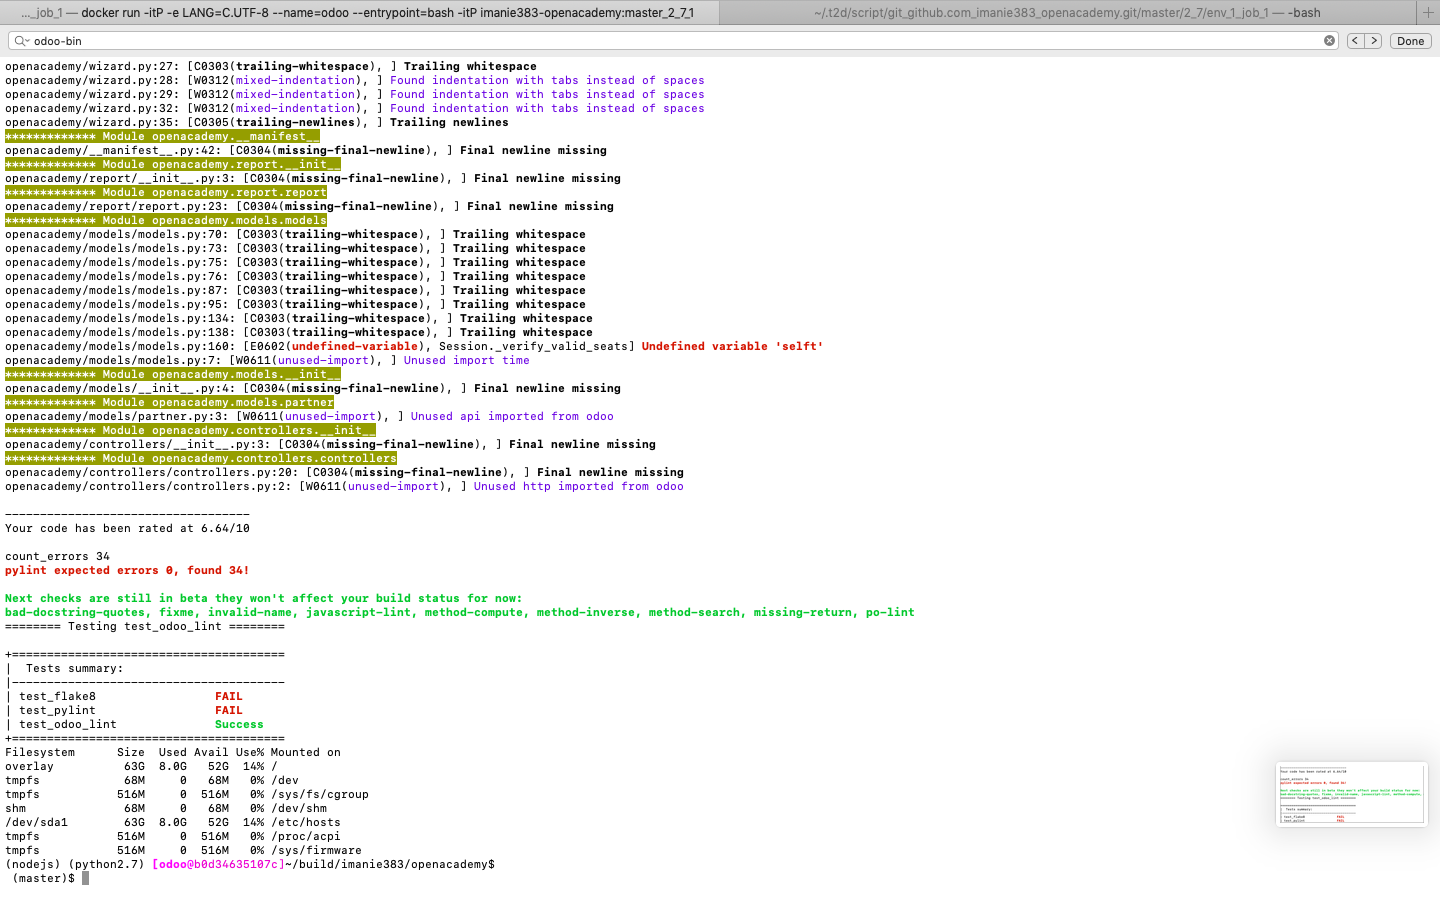 ..._job_1 — docker run -itP -e LANG=C.UTF-8 --name=odoo --entrypoint=bash -itP imanie383-openacademy:master_2_7_1
~/.t2d/script/git_github.com_imanie383_openacademy.git/master/2_7/env_1_job_1 — -bash
odoo-bin
Done
openacademy/wizard.py:27: [C0303(trailing-whitespace), ] Trailing whitespace
openacademy/wizard.py:28: [W0312(mixed-indentation), ] Found indentation with tabs instead of spaces
openacademy/wizard.py:29: [W0312(mixed-indentation), ] Found indentation with tabs instead of spaces
openacademy/wizard.py:32: [W0312(mixed-indentation), ] Found indentation with tabs instead of spaces
openacademy/wizard.py:35: [C0305(trailing-newlines), ] Trailing newlines
************* Module openacademy.__manifest__
openacademy/__manifest__.py:42: [C0304(missing-final-newline), ] Final newline missing
************* Module openacademy.report.__init__
openacademy/report/__init__.py:3: [C0304(missing-final-newline), ] Final newline missing
************* Module openacademy.report.report
openacademy/report/report.py:23: [C0304(missing-final-newline), ] Final newline missing
************* Module openacademy.models.models
openacademy/models/models.py:70: [C0303(trailing-whitespace), ] Trailing whitespace
openacademy/models/models.py:73: [C0303(trailing-whitespace), ] Trailing whitespace
openacademy/models/models.py:75: [C0303(trailing-whitespace), ] Trailing whitespace
openacademy/models/models.py:76: [C0303(trailing-whitespace), ] Trailing whitespace
openacademy/models/models.py:87: [C0303(trailing-whitespace), ] Trailing whitespace
openacademy/models/models.py:95: [C0303(trailing-whitespace), ] Trailing whitespace
openacademy/models/models.py:134: [C0303(trailing-whitespace), ] Trailing whitespace
openacademy/models/models.py:138: [C0303(trailing-whitespace), ] Trailing whitespace
openacademy/models/models.py:160: [E0602(undefined-variable), Session._verify_valid_seats] Undefined variable 'selft'
openacademy/models/models.py:7: [W0611(unused-import), ] Unused import time
************* Module openacademy.models.__init__
openacademy/models/__init__.py:4: [C0304(missing-final-newline), ] Final newline missing
************* Module openacademy.models.partner
openacademy/models/partner.py:3: [W0611(unused-import), ] Unused api imported from odoo
************* Module openacademy.controllers.__init__
openacademy/controllers/__init__.py:3: [C0304(missing-final-newline), ] Final newline missing
************* Module openacademy.controllers.controllers
openacademy/controllers/controllers.py:20: [C0304(missing-final-newline), ] Final newline missing
openacademy/controllers/controllers.py:2: [W0611(unused-import), ] Unused http imported from odoo
-----------------------------------
Your code has been rated at 6.64/10
count_errors 34
pylint expected errors 0, found 34!
Next checks are still in beta they won't affect your build status for now:
bad-docstring-quotes, fixme, invalid-name, javascript-lint, method-compute, method-inverse, method-search, missing-return, po-lint
======== Testing test_odoo_lint ========
+=======================================
|  Tests summary:
|---------------------------------------
| test_flake8                 FAIL
| test_pylint                 FAIL
| test_odoo_lint              Success
+=======================================
Filesystem      Size  Used Avail Use% Mounted on
overlay         63G  8.0G   52G  14% /
tmpfs           68M     0   68M   0% /dev
tmpfs           516M     0  516M   0% /sys/fs/cgroup
shm             68M     0   68M   0% /dev/shm
/dev/sda1       63G  8.0G   52G  14% /etc/hosts
tmpfs           516M     0  516M   0% /proc/acpi
tmpfs           516M     0  516M   0% /sys/firmware
(nodejs) (python2.7) [odoo@b0d34635107c]~/build/imanie383/openacademy$
(master)$